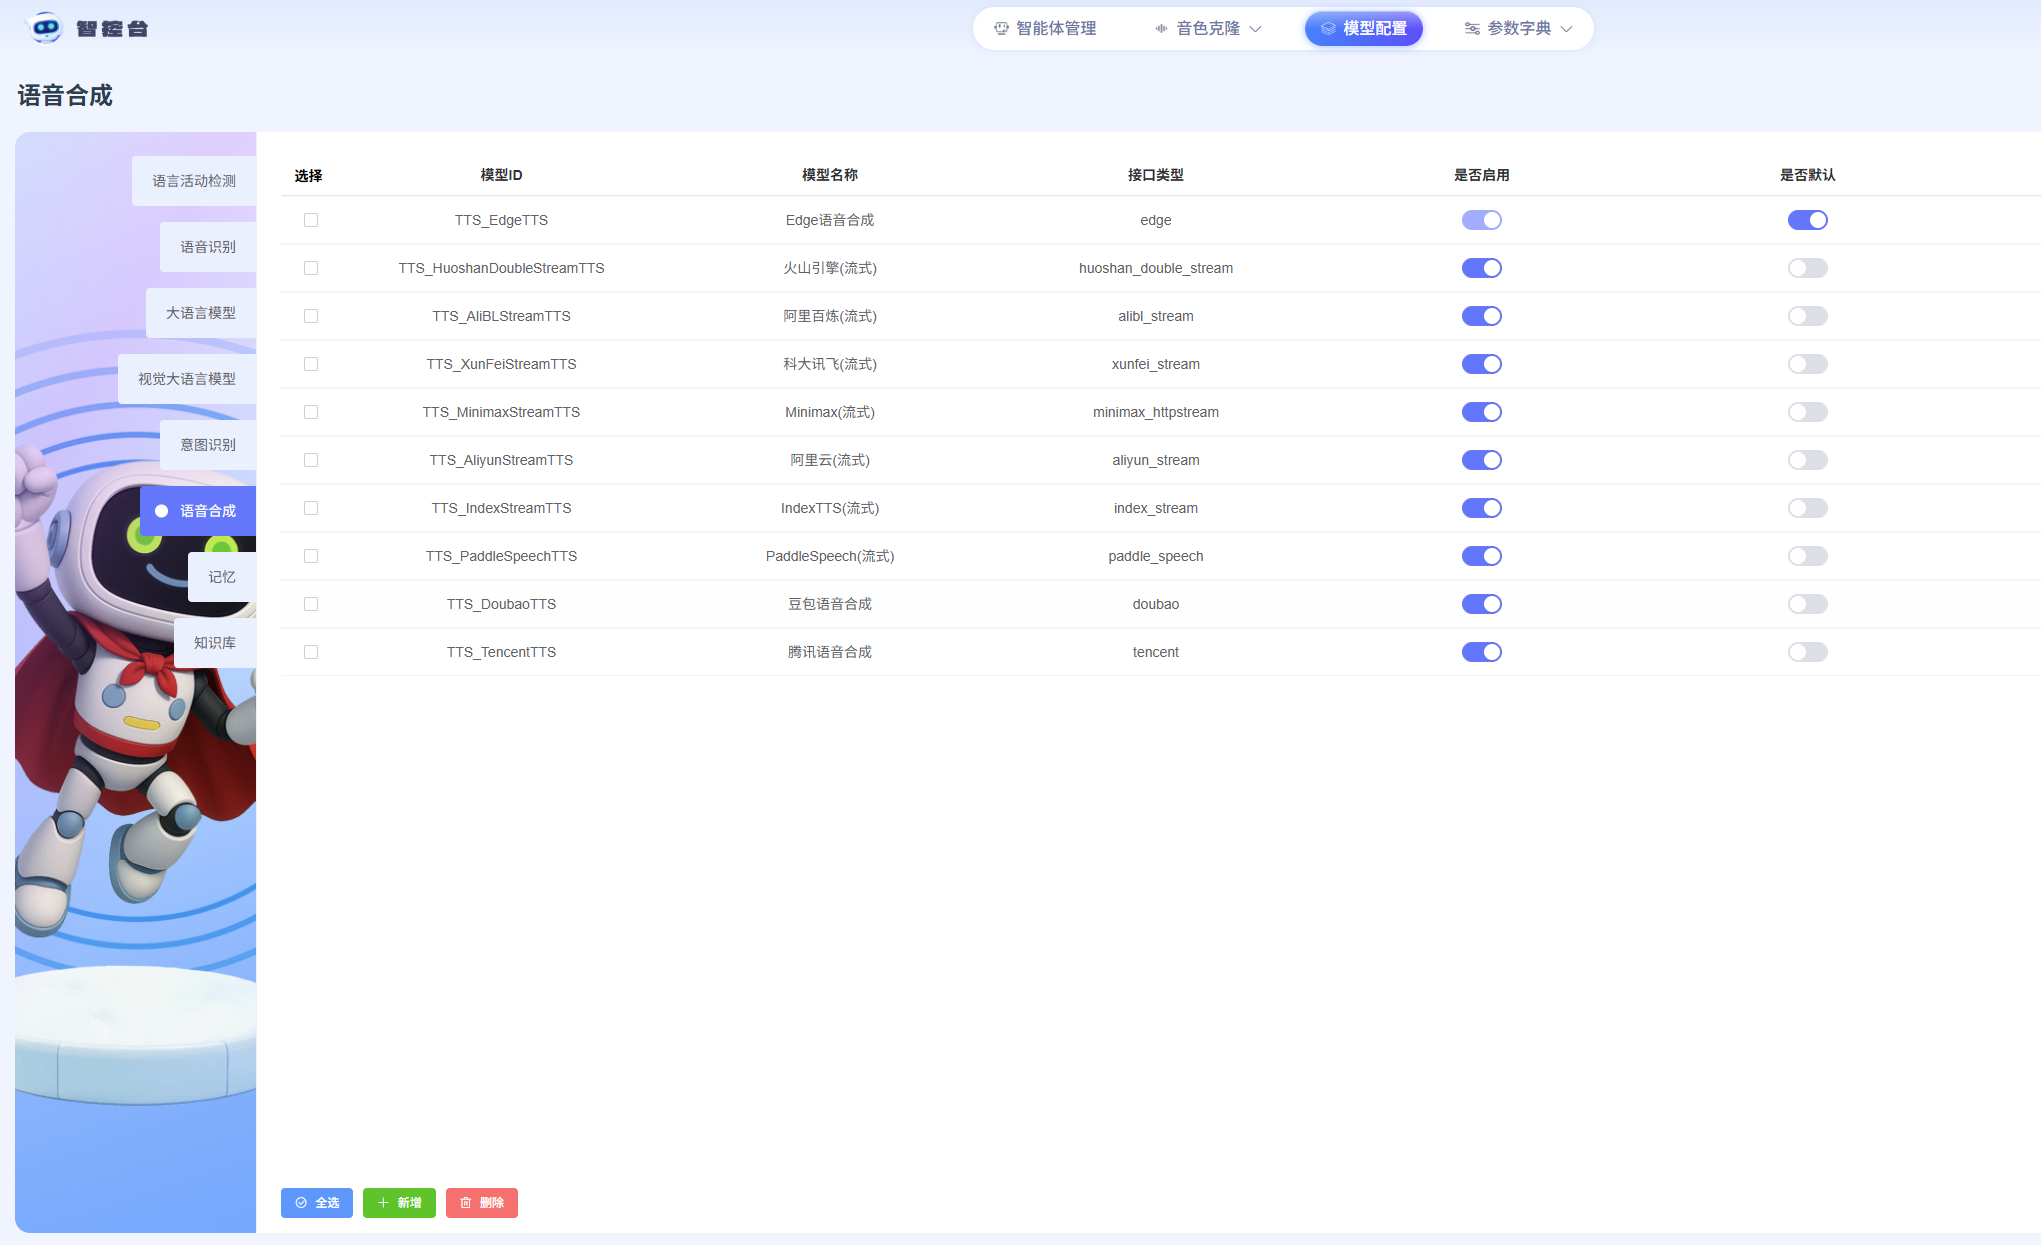 智控台
智能体管理 音色克隆 模型配置 参数字典
语音合成
语言活动检测
语音识别
大语言模型
视觉大语言模型
意图识别
语音合成
记忆
知识库
选择 模型ID 模型名称 接口类型 是否启用 是否默认
TTS_EdgeTTS Edge语音合成 edge
TTS_HuoshanDoubleStreamTTS 火山引擎(流式) huoshan_double_stream
TTS_AliBLStreamTTS 阿里百炼(流式) alibl_stream
TTS_XunFeiStreamTTS 科大讯飞(流式) xunfei_stream
TTS_MinimaxStreamTTS Minimax(流式) minimax_httpstream
TTS_AliyunStreamTTS 阿里云(流式) aliyun_stream
TTS_IndexStreamTTS IndexTTS(流式) index_stream
TTS_PaddleSpeechTTS PaddleSpeech(流式) paddle_speech
TTS_DoubaoTTS 豆包语音合成 doubao
TTS_TencentTTS 腾讯语音合成 tencent
全选 新增 删除